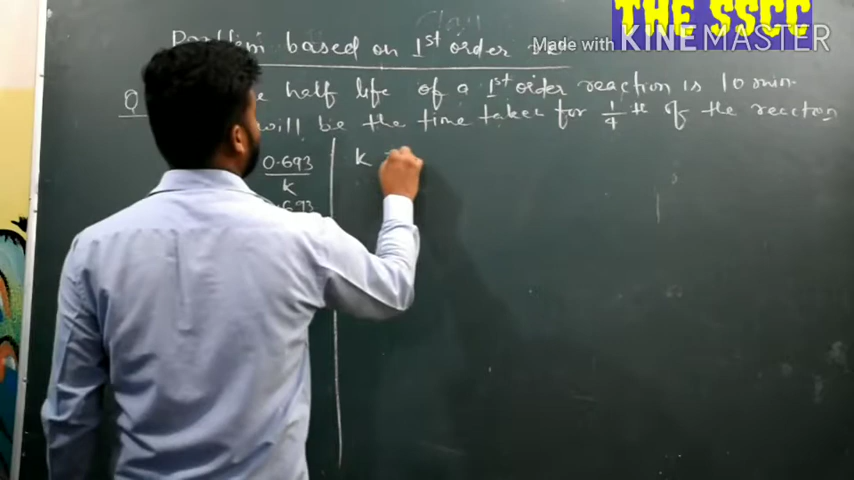 THE SSCC
Made with KINEMASTER
Problem based on 1st order
Q half life of a 1st order reaction is 10 min.
will be the time taken for 1/4 th of the reaction
0.693/k
k